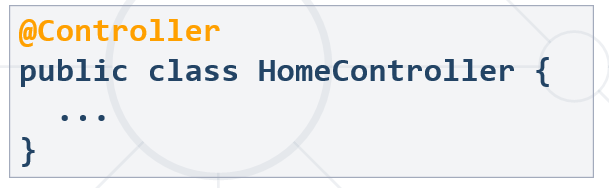 @Controller
public class HomeController {
  ...
}